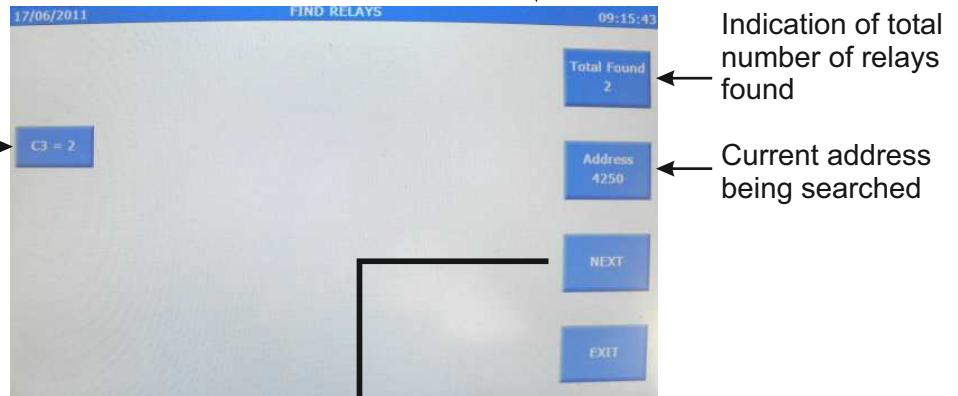 17/06/2011 FIND RELAYS 09:15:43
Total Found
2
Indication of total
number of relays
found
C3 = 2
Address
4250
Current address
being searched
NEXT
EXIT